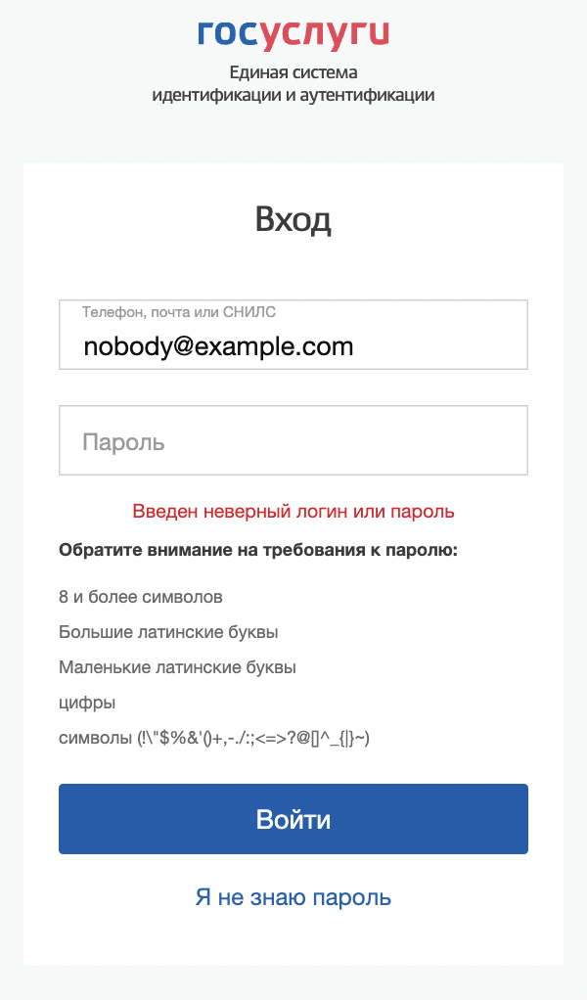 госуслуги
Единая система
идентификации и аутентификации
Вход
Телефон, почта или СНИЛС
nobody@example.com
Пароль
Введен неверный логин или пароль
Обратите внимание на требования к паролю:
8 и более символов
Большие латинские буквы
Маленькие латинские буквы
цифры
символы (!\"$%&'()+,-./:;<=>?@[]^_{|}~)
Войти
Я не знаю пароль